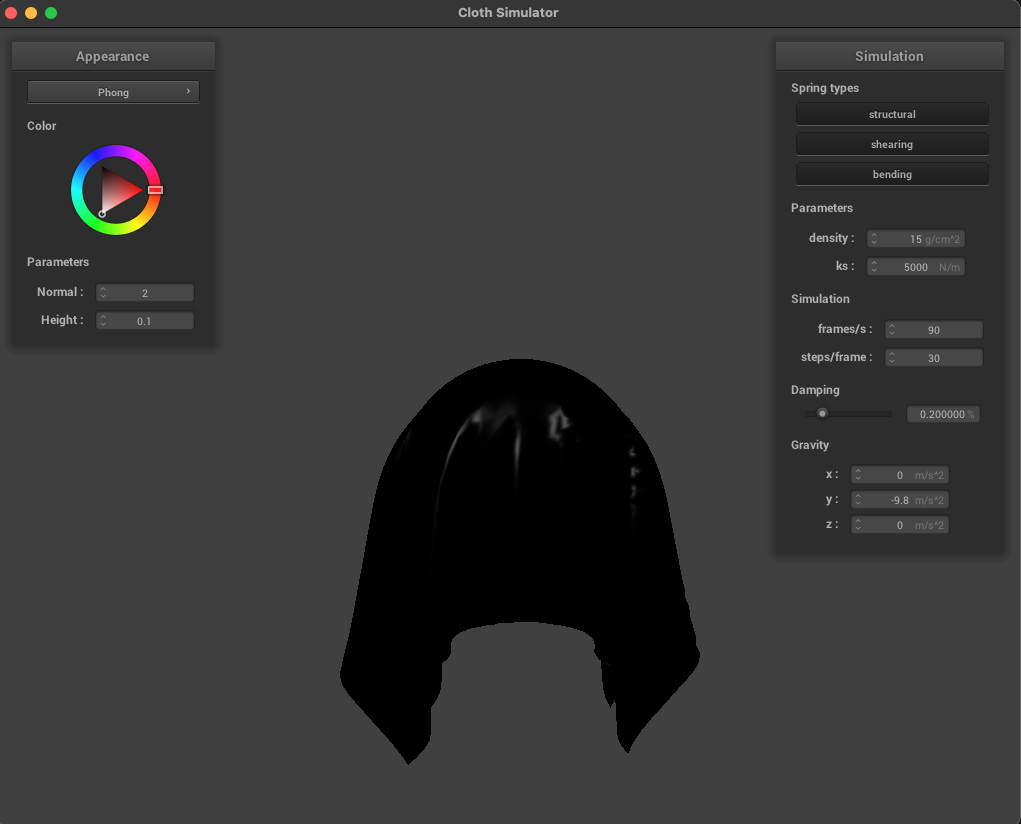 Cloth Simulator
Appearance
Phong
Color
Parameters
Normal :
2
Height :
0.1
Simulation
Spring types
structural
shearing
bending
Parameters
density :
15 g/cm^2
ks :
5000 N/m
Simulation
frames/s :
90
steps/frame :
30
Damping
0.200000 %
Gravity
x :
0 m/s^2
y :
-9.8 m/s^2
z :
0 m/s^2